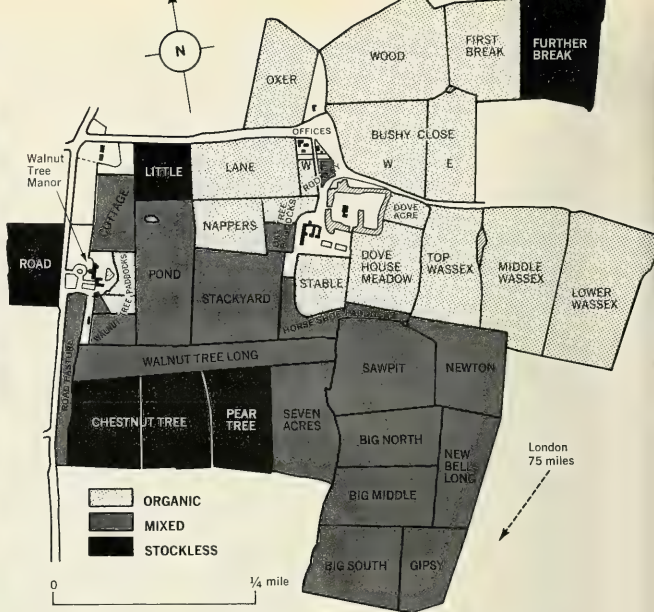 N
OXER
WOOD
FIRST
BREAK
FURTHER
BREAK
OFFICES
BUSHY CLOSE
W
E
Walnut
Tree
Manor
LITTLE
LANE
W
E
COTTAGE
NAPPERS
PADDOCKS
DOVE
ACRE
ROAD
POND
WALNUT TREE PADDOCKS
STACKYARD
STABLE
DOVE
HOUSE
MEADOW
TOP
WASSEX
MIDDLE
WASSEX
LOWER
WASSEX
ROAD PASTURE
WALNUT TREE LONG
SAWPIT
NEWTON
CHESTNUT TREE
PEAR
TREE
SEVEN
ACRES
BIG NORTH
NEW
BELL
LONG
London
75 miles
BIG MIDDLE
BIG SOUTH
GIPSY
ORGANIC
MIXED
STOCKLESS
0
¼ mile